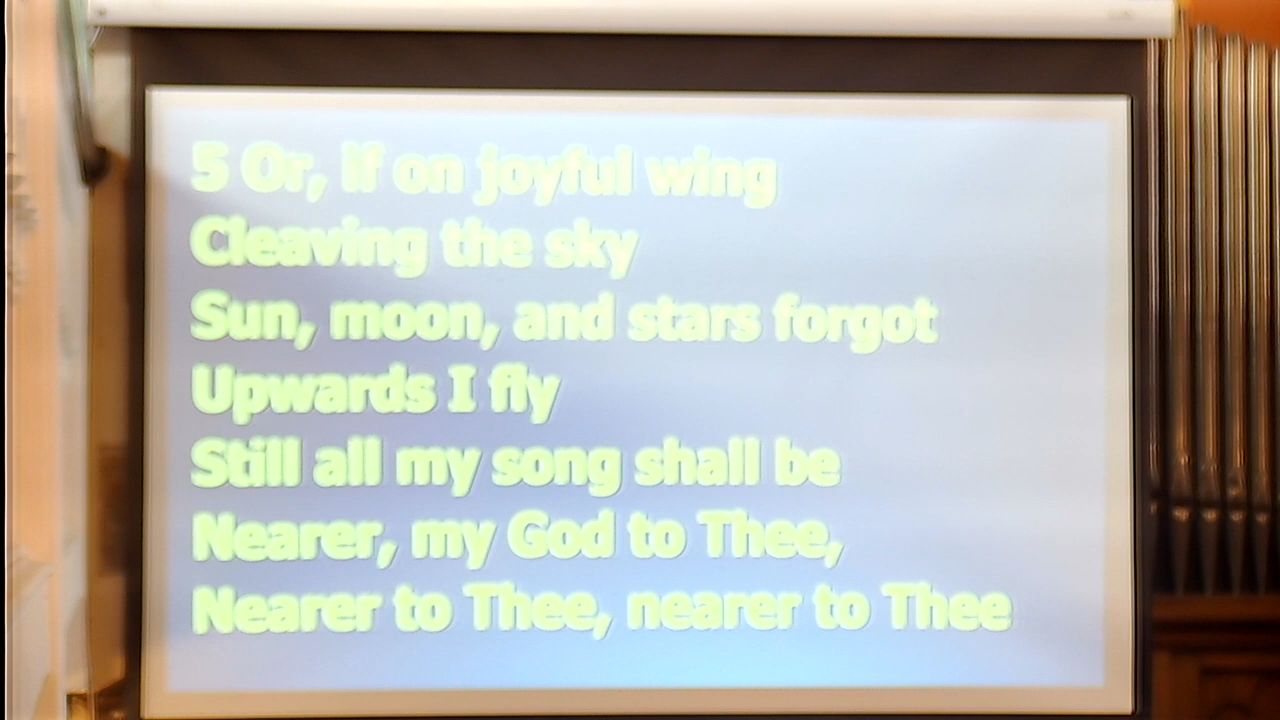 5 Or, if on joyful wing
Cleaving the sky
Sun, moon, and stars forgot
Upwards I fly
Still all my song shall be
Nearer, my God to Thee,
Nearer to Thee, nearer to Thee